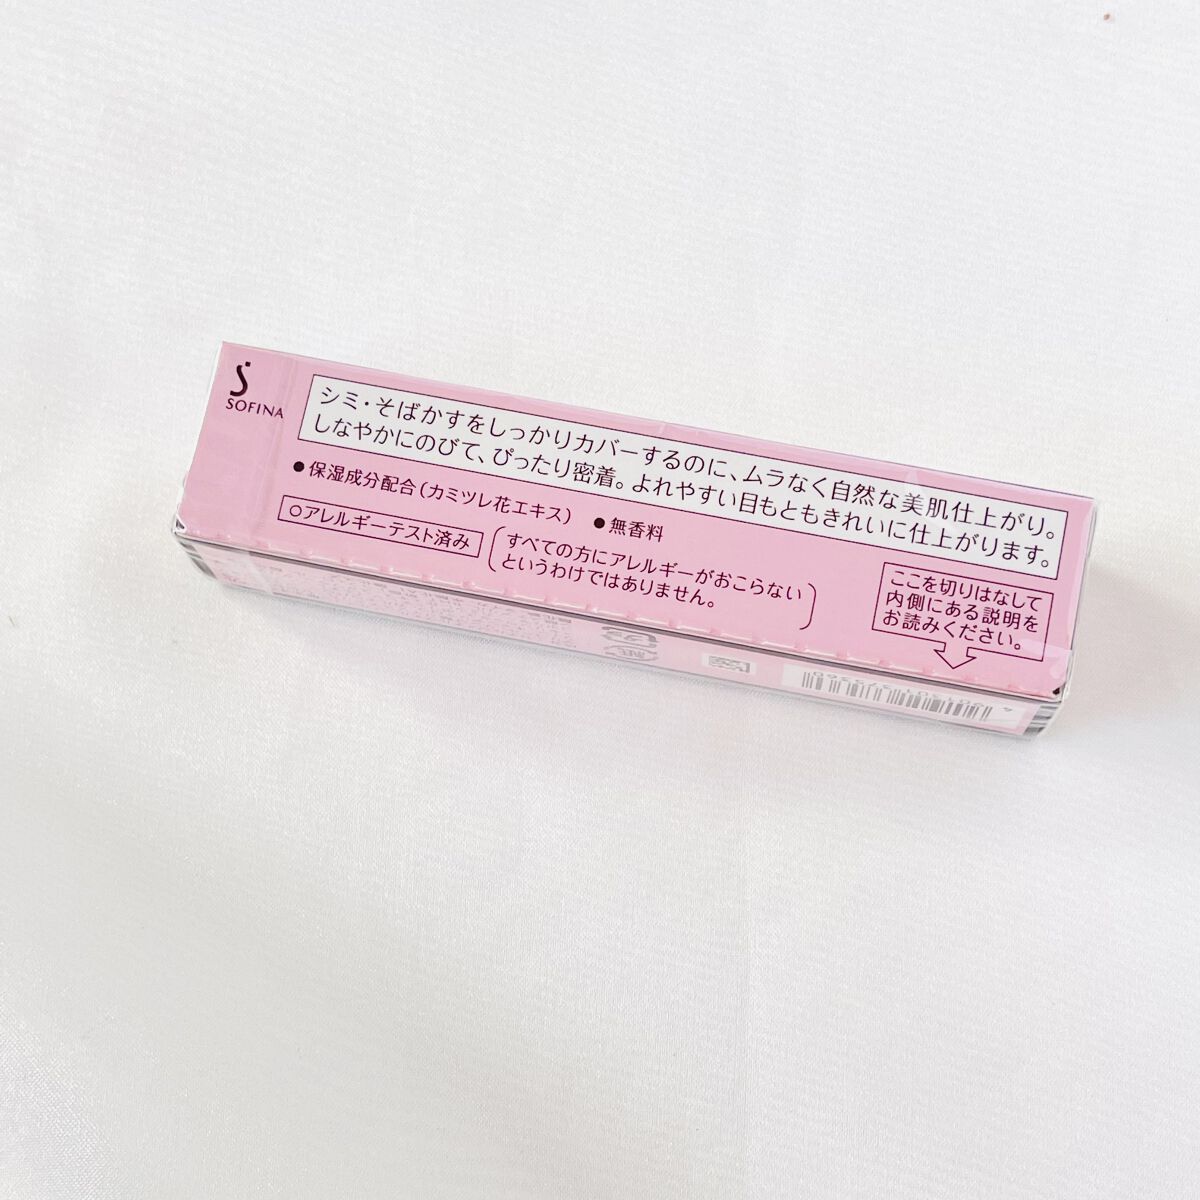 SOFINA
シミ・そばかすをしっかりカバーするのに、ムラなく自然な美肌仕上がり。
しなやかにのびて、ぴったり密着。よれやすい目もともきれいに仕上がります。
●保湿成分配合（カミツレ花エキス） ●無香料
○アレルギーテスト済み
（すべての方にアレルギーがおこらない
というわけではありません。）
ここを切りはなして
内側にある説明を
お読みください。